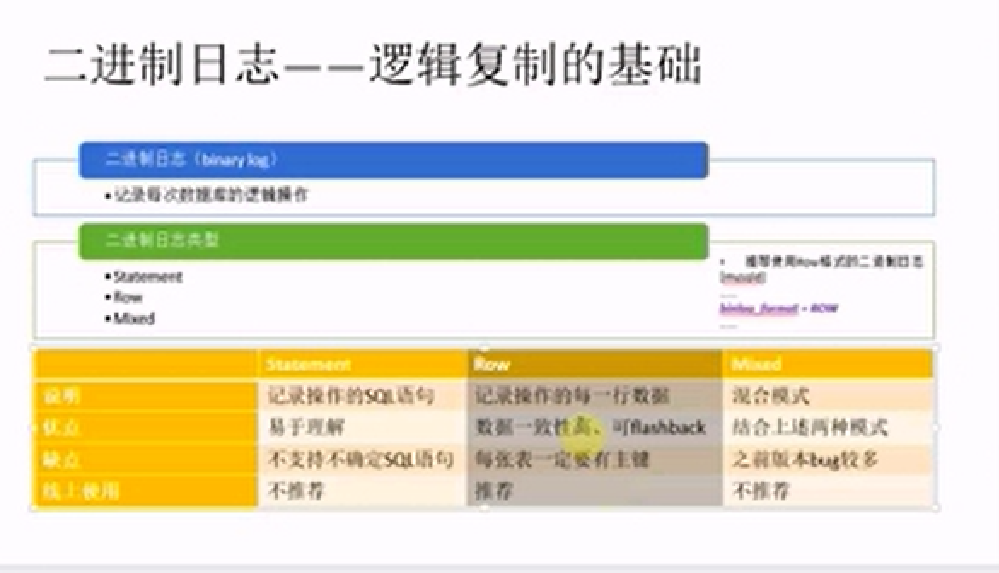 二进制日志——逻辑复制的基础
二进制日志（binary log）
•记录每次数据库的逻辑操作
二进制日志类型
•Statement
•Row
•Mixed
• 推荐使用Row格式的二进制日志
[mysqld]
......
binlog_format = ROW
......
Statement Row Mixed
说明 记录操作的SQL语句 记录操作的每一行数据 混合模式
优点 易于理解 数据一致性高、可flashback 结合上述两种模式
缺点 不支持不确定SQL语句 每张表一定要有主键 之前版本bug较多
线上使用 不推荐 推荐 不推荐